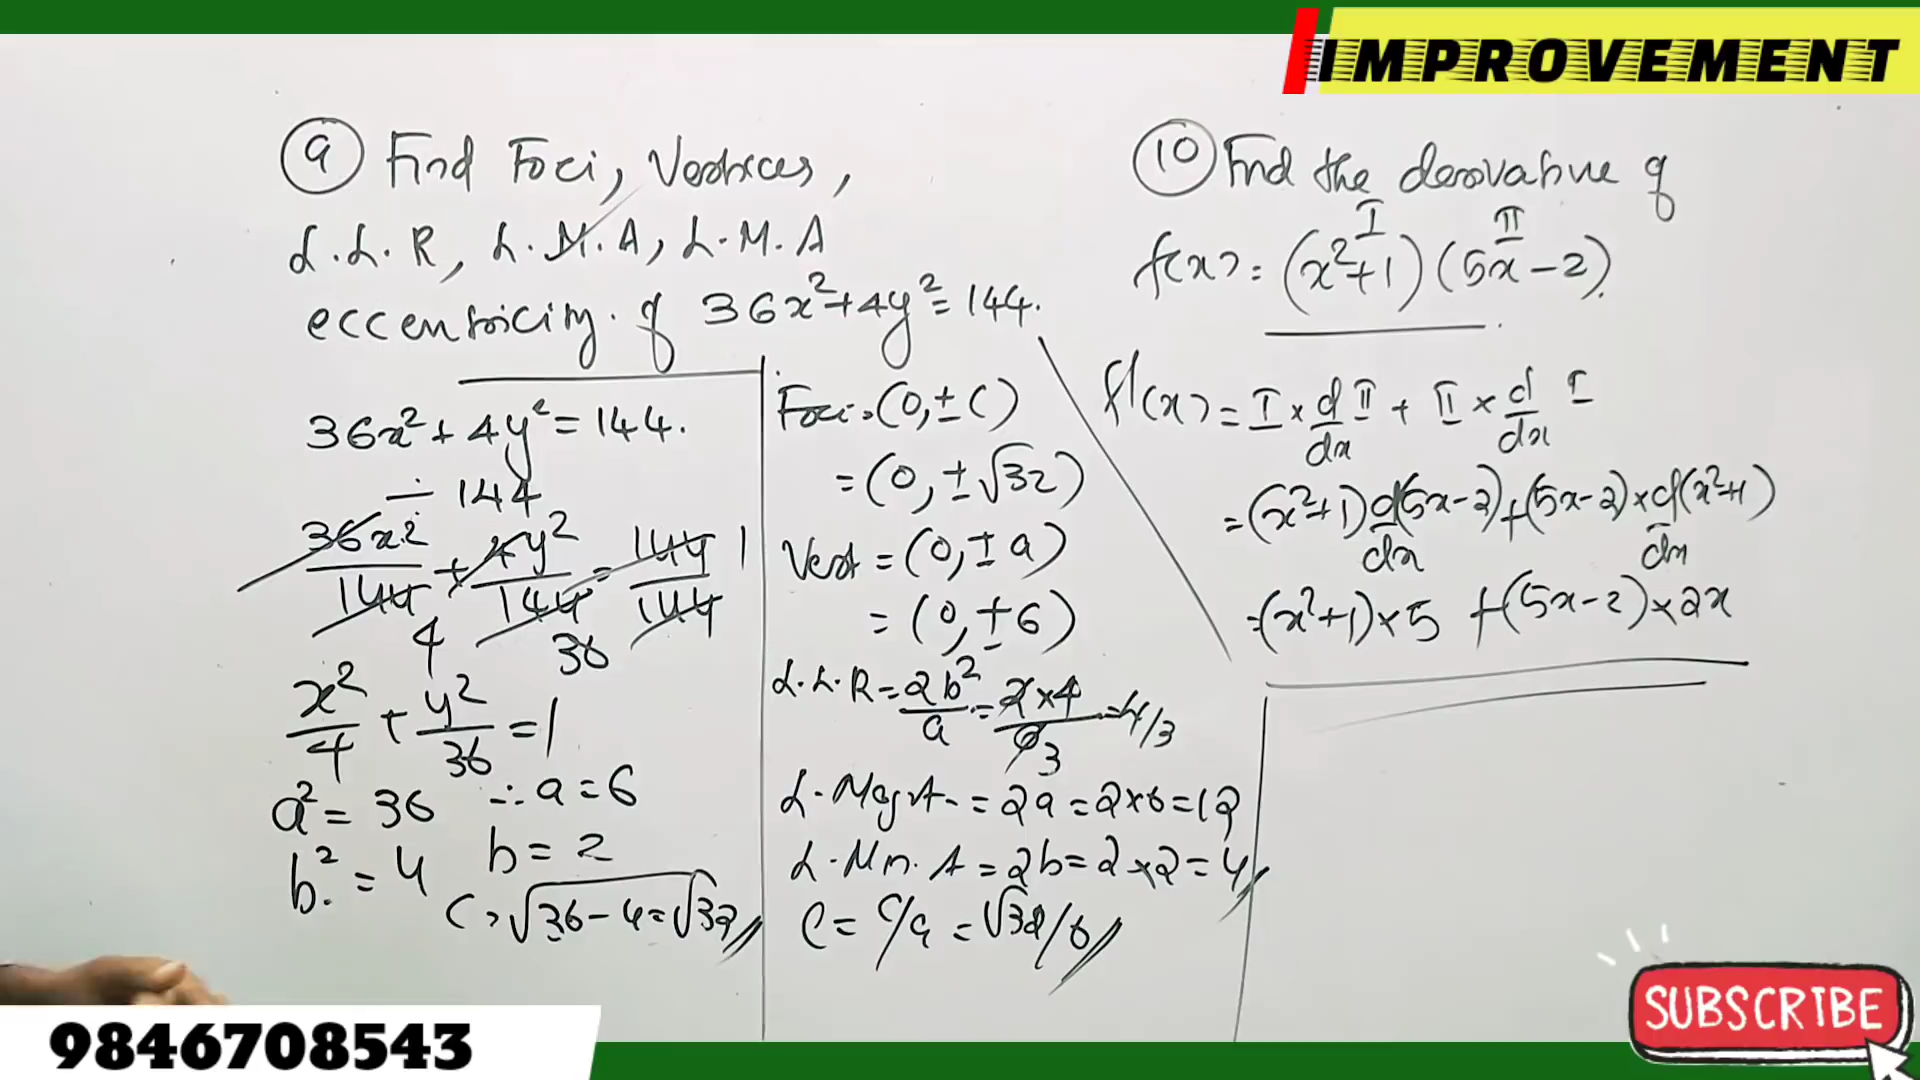 IMPROVEMENT
9 Find Foci, Vertices,
L.L.R, L.M.A, L.M.A
eccentricity of 36x²+4y²=144.
36x²+4y²=144.
÷ 144
36x²/144 + 4y²/144 = 144/144 1
4 36
x²/4 + y²/36 = 1
a² = 36 ∴ a = 6
b² = 4 b = 2
c = √36-4 = √32
Foci = (0, ± c)
= (0, ± √32)
Vert = (0, ± a)
= (0, ± 6)
L.L.R = 2b²/a = 2×4/6 3 = 4/3
L.Maj.A = 2a = 2×6 = 12
L.Min.A = 2b = 2×2 = 4
e = c/a = √32/6
10 Find the derivative of
I II
f(x) = (x²+1)(5x-2).
f'(x) = I × d/dx II + II × d/dx I
= (x²+1) d/dx (5x-2) + (5x-2) × d/dx (x²+1)
= (x²+1)×5 + (5x-2)×2x
SUBSCRIBE
9846708543